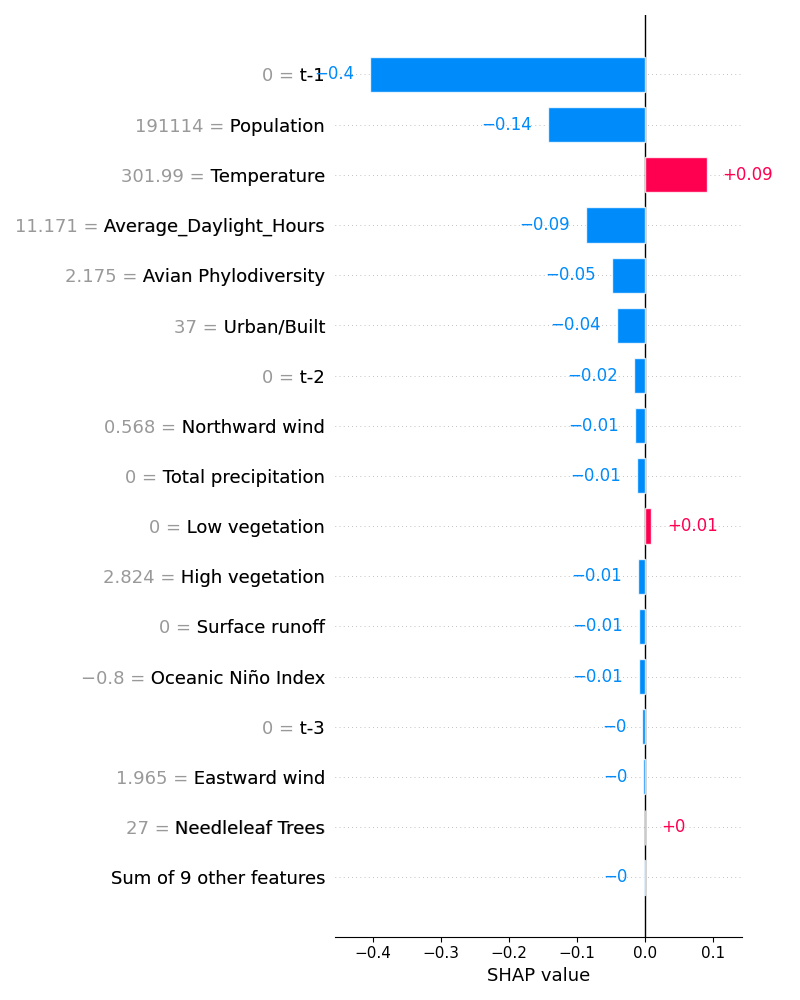 0 = t-1 −0.4
191114 = Population −0.14
301.99 = Temperature +0.09
11.171 = Average_Daylight_Hours −0.09
2.175 = Avian Phylodiversity −0.05
37 = Urban/Built −0.04
0 = t-2 −0.02
0.568 = Northward wind −0.01
0 = Total precipitation −0.01
0 = Low vegetation +0.01
2.824 = High vegetation −0.01
0 = Surface runoff −0.01
−0.8 = Oceanic Niño Index −0.01
0 = t-3 −0
1.965 = Eastward wind −0
27 = Needleleaf Trees +0
Sum of 9 other features −0
−0.4 −0.3 −0.2 −0.1 0.0 0.1
SHAP value